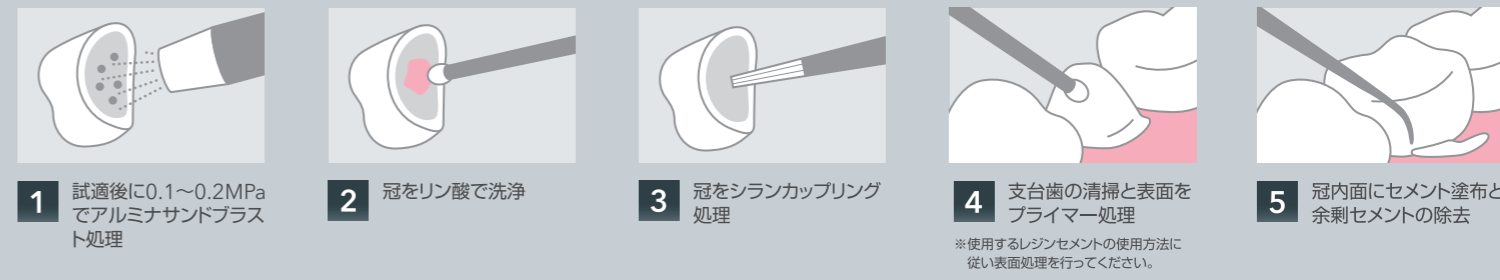 1
試適後に0.1〜0.2MPa
でアルミナサンドブラス
ト処理
2
冠をリン酸で洗浄
3
冠をシランカップリング
処理
4
支台歯の清掃と表面を
プライマー処理
※使用するレジンセメントの使用方法に
従い表面処理を行ってください。
5
冠内面にセメント塗布と
余剰セメントの除去